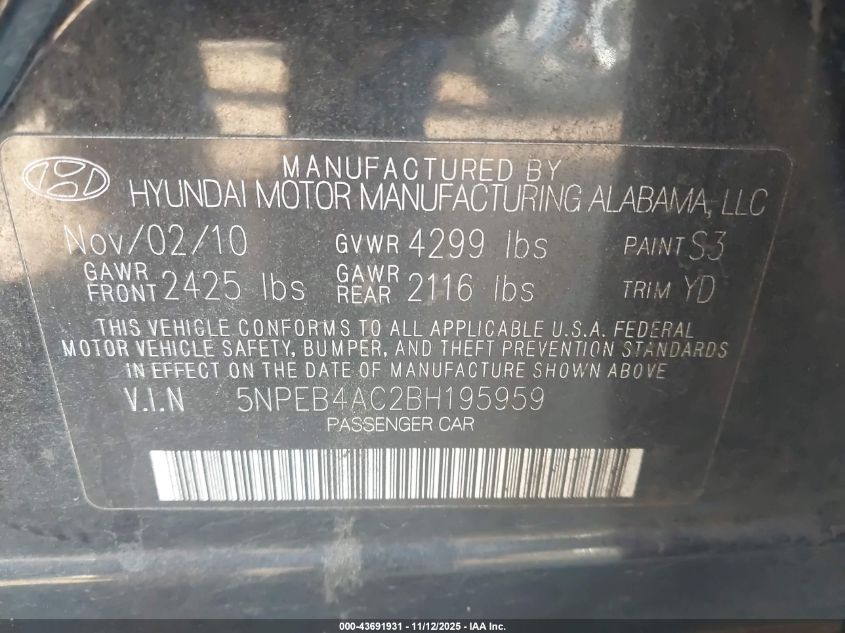 MANUFACTURED BY
HYUNDAI MOTOR MANUFACTURING ALABAMA, LLC
Nov/02/10 GVWR 4299 lbs PAINT S3
GAWR FRONT 2425 lbs GAWR REAR 2116 lbs TRIM YD
THIS VEHICLE CONFORMS TO ALL APPLICABLE U.S.A. FEDERAL
MOTOR VEHICLE SAFETY, BUMPER, AND THEFT PREVENTION STANDARDS
IN EFFECT ON THE DATE OF MANUFACTURE SHOWN ABOVE
V.I.N 5NPEB4AC2BH195959
PASSENGER CAR
000-43691931 - 11/12/2025 - IAA Inc.